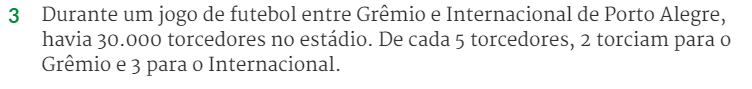 3 Durante um jogo de futebol entre Grêmio e Internacional de Porto Alegre,
havia 30.000 torcedores no estádio. De cada 5 torcedores, 2 torciam para o
Grêmio e 3 para o Internacional.